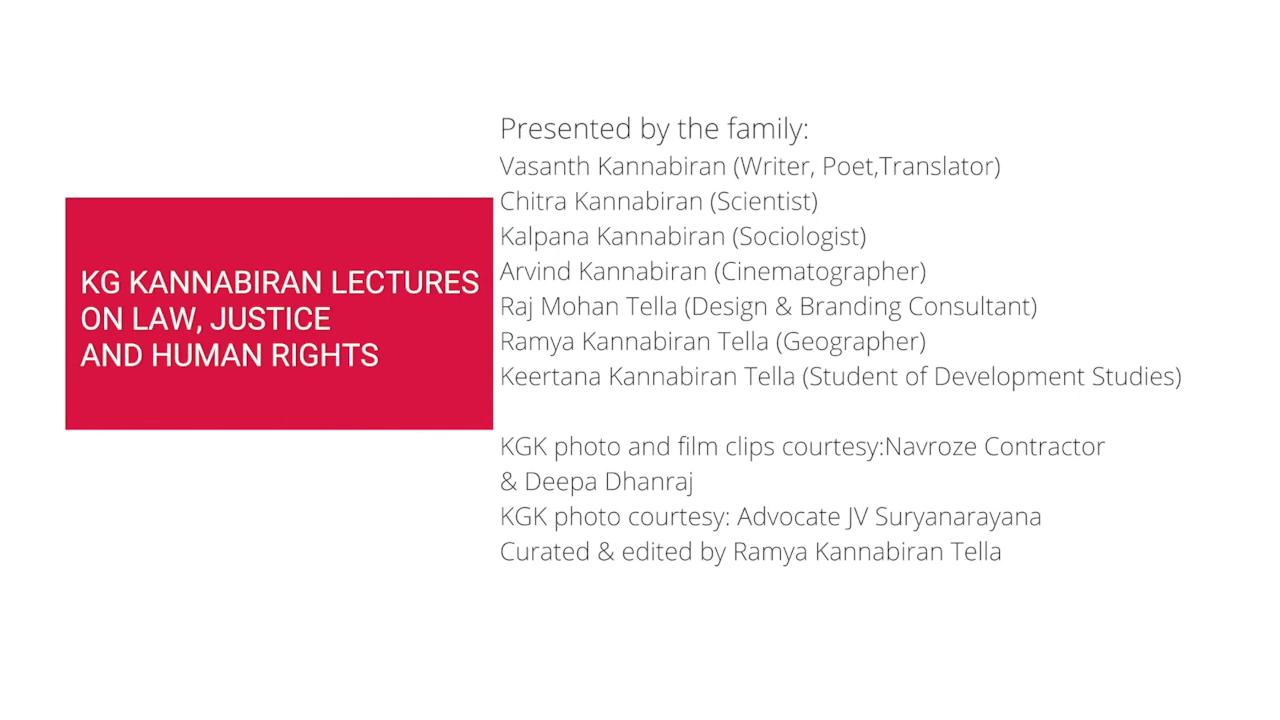 KG KANNABIRAN LECTURES
ON LAW, JUSTICE
AND HUMAN RIGHTS
Presented by the family:
Vasanth Kannabiran (Writer, Poet,Translator)
Chitra Kannabiran (Scientist)
Kalpana Kannabiran (Sociologist)
Arvind Kannabiran (Cinematographer)
Raj Mohan Tella (Design & Branding Consultant)
Ramya Kannabiran Tella (Geographer)
Keertana Kannabiran Tella (Student of Development Studies)
KGK photo and film clips courtesy:Navroze Contractor
& Deepa Dhanraj
KGK photo courtesy: Advocate JV Suryanarayana
Curated & edited by Ramya Kannabiran Tella